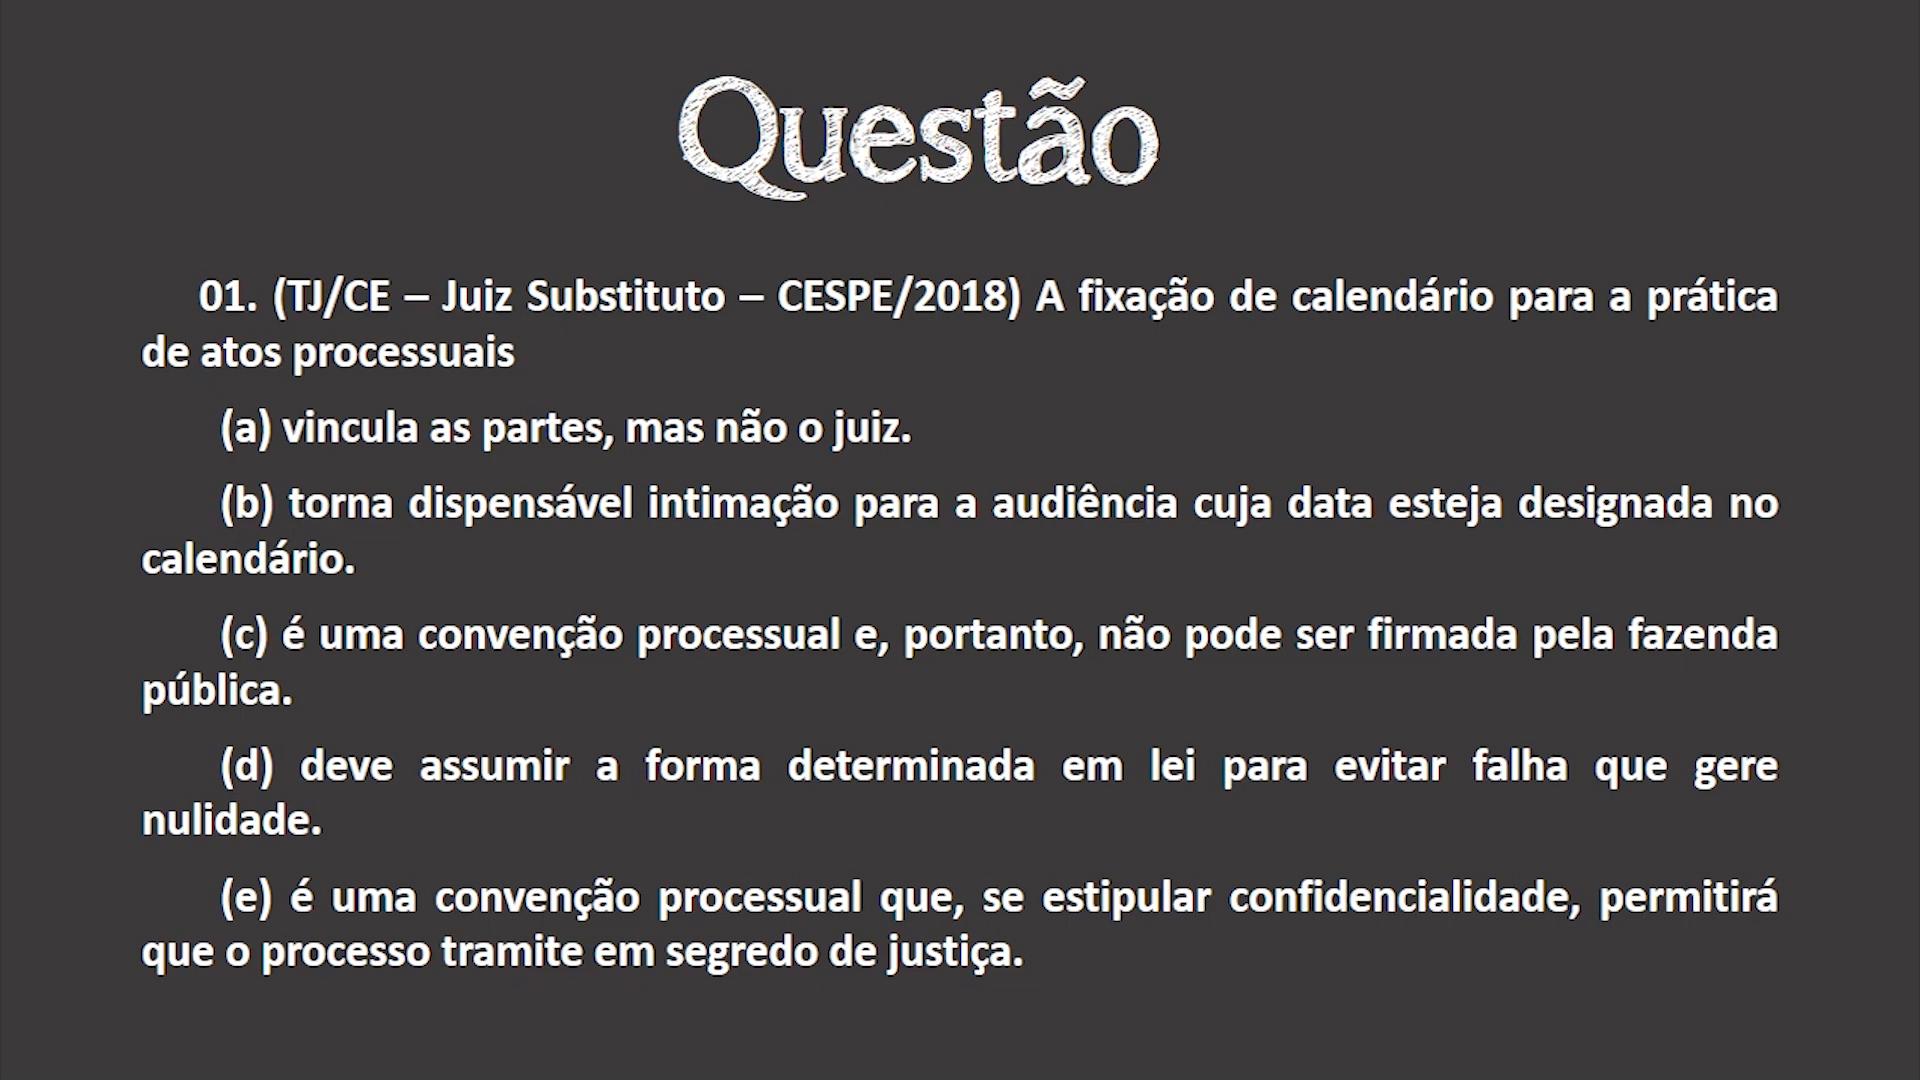 Questão
01. (TJ/CE – Juiz Substituto – CESPE/2018) A fixação de calendário para a prática
de atos processuais
(a) vincula as partes, mas não o juiz.
(b) torna dispensável intimação para a audiência cuja data esteja designada no
calendário.
(c) é uma convenção processual e, portanto, não pode ser firmada pela fazenda
pública.
(d) deve assumir a forma determinada em lei para evitar falha que gere
nulidade.
(e) é uma convenção processual que, se estipular confidencialidade, permitirá
que o processo tramite em segredo de justiça.